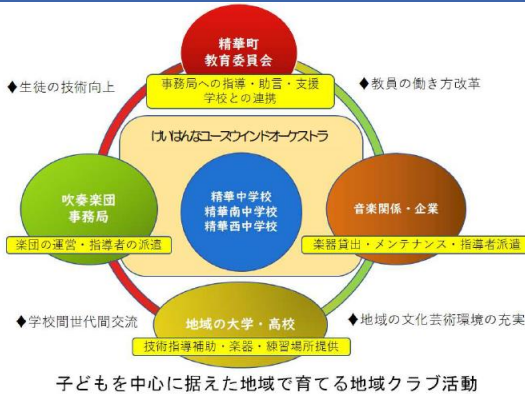 精華町
教育委員会
事務局への指導・助言・支援
学校との連携
◆生徒の技術向上
◆教員の働き方改革
けいはんなユースウインドオーケストラ
吹奏楽団
事務局
楽団の運営・指導者の派遣
精華中学校
精華南中学校
精華西中学校
音楽関係・企業
楽器貸出・メンテナンス・指導者派遣
◆学校間世代間交流
◆地域の文化芸術環境の充実
地域の大学・高校
技術指導補助・楽器・練習場所提供
子どもを中心に据えた地域で育てる地域クラブ活動